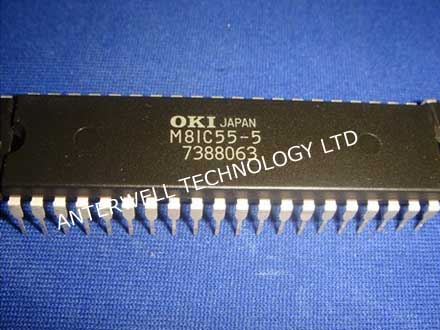 OKI JAPAN
M81C55-5
7388063
ANTERWELL TECHNOLOGY LTD